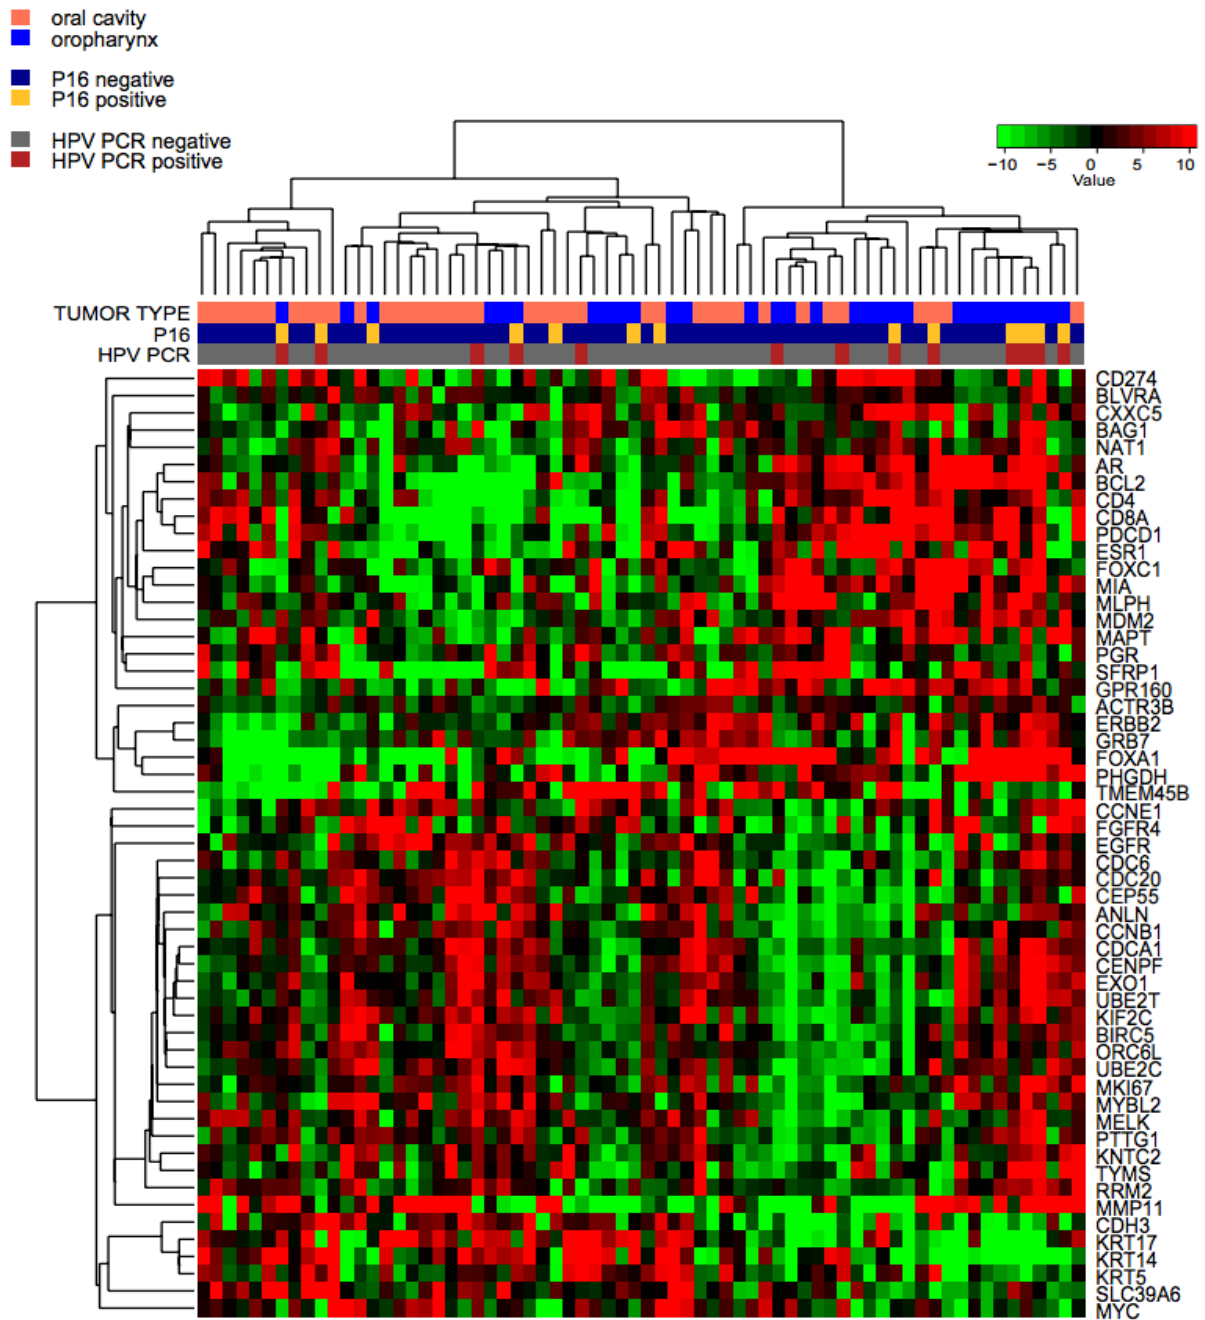 oral cavity
oropharynx
P16 negative
P16 positive
HPV PCR negative
HPV PCR positive
−10 −5 0 5 10
Value
TUMOR TYPE
P16
HPV PCR
CD274
BLVRA
CXXC5
BAG1
NAT1
AR
BCL2
CD4
CD8A
PDCD1
ESR1
FOXC1
MIA
MLPH
MDM2
MAPT
PGR
SFRP1
GPR160
ACTR3B
ERBB2
GRB7
FOXA1
PHGDH
TMEM45B
CCNE1
FGFR4
EGFR
CDC6
CDC20
CEP55
ANLN
CCNB1
CDCA1
CENPF
EXO1
UBE2T
KIF2C
BIRC5
ORC6L
UBE2C
MKI67
MYBL2
MELK
PTTG1
KNTC2
TYMS
RRM2
MMP11
CDH3
KRT17
KRT14
KRT5
SLC39A6
MYC